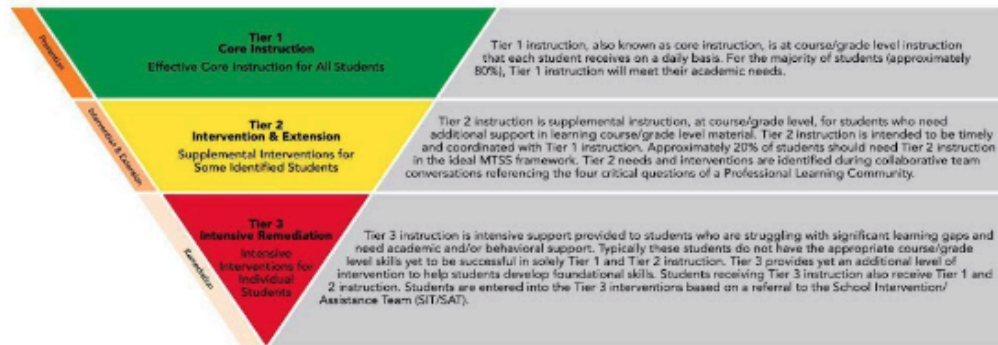 Prevention
Tier 1
Core Instruction
Effective Core Instruction for All Students
Tier 1 instruction, also known as core instruction, is at course/grade level instruction
that each student receives on a daily basis. For the majority of students (approximately
80%), Tier 1 instruction will meet their academic needs.
Intervention & Extension
Tier 2
Intervention & Extension
Supplemental Interventions for
Some Identified Students
Tier 2 instruction is supplemental instruction, at course/grade level, for students who need
additional support in learning course/grade level material. Tier 2 instruction is intended to be timely
and coordinated with Tier 1 instruction. Approximately 20% of students should need Tier 2 instruction
in the ideal MTSS framework. Tier 2 needs and interventions are identified during collaborative team
conversations referencing the four critical questions of a Professional Learning Community.
Remediation
Tier 3
Intensive Remediation
Intensive
Interventions for
Individual
Students
Tier 3 instruction is intensive support provided to students who are struggling with significant learning gaps and
need academic and/or behavioral support. Typically these students do not have the appropriate course/grade
level skills yet to be successful in solely Tier 1 and Tier 2 instruction. Tier 3 provides yet an additional level of
intervention to help students develop foundational skills. Students receiving Tier 3 instruction also receive Tier 1 and
2 instruction. Students are entered into the Tier 3 interventions based on a referral to the School Intervention/
Assistance Team (SIT/SAT).